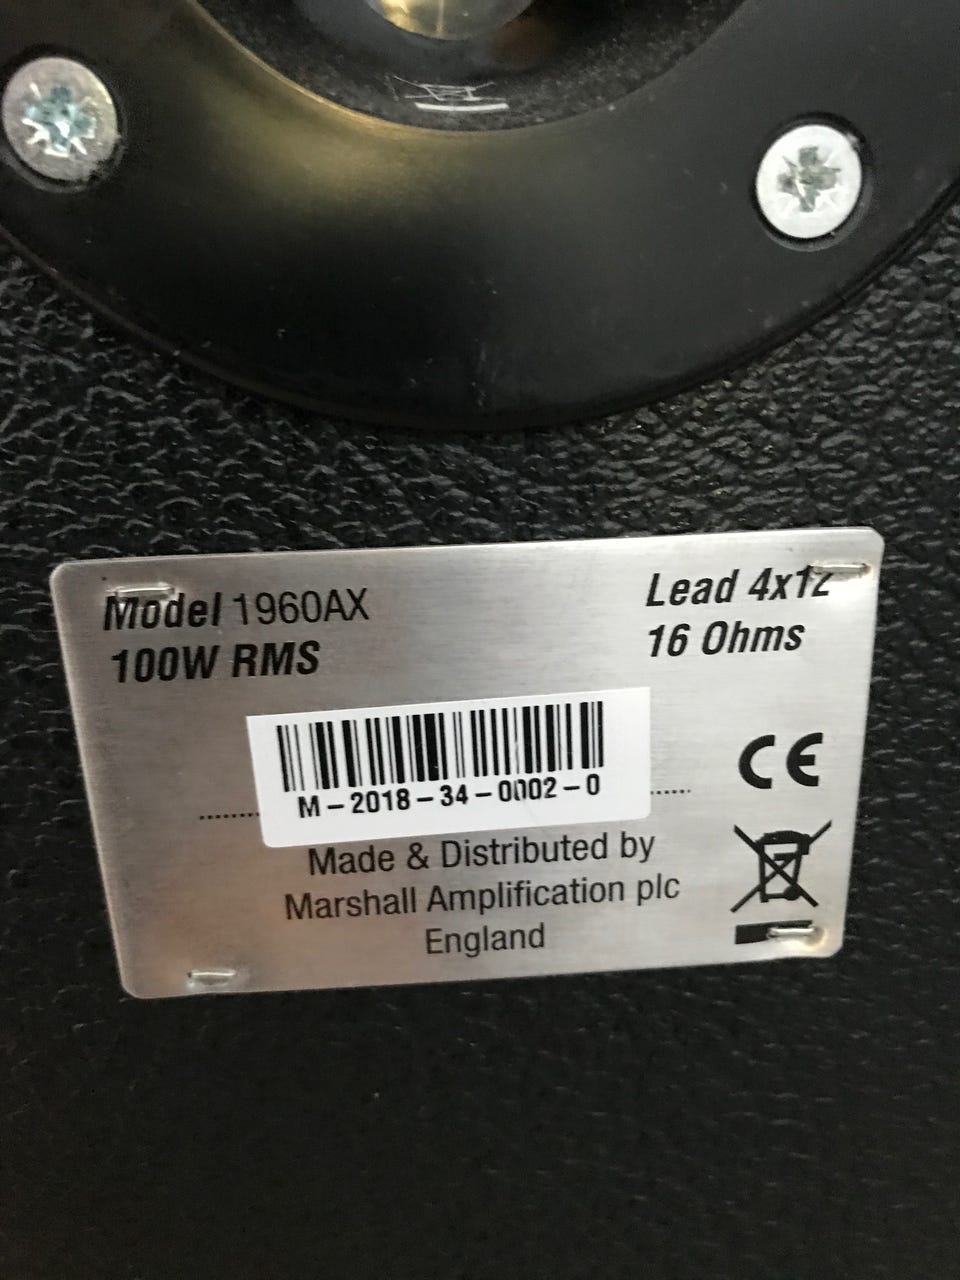 Model 1960AX
100W RMS
Lead 4x12
16 Ohms
M-2018-34-0002-0
CE
Made & Distributed by
Marshall Amplification plc
England